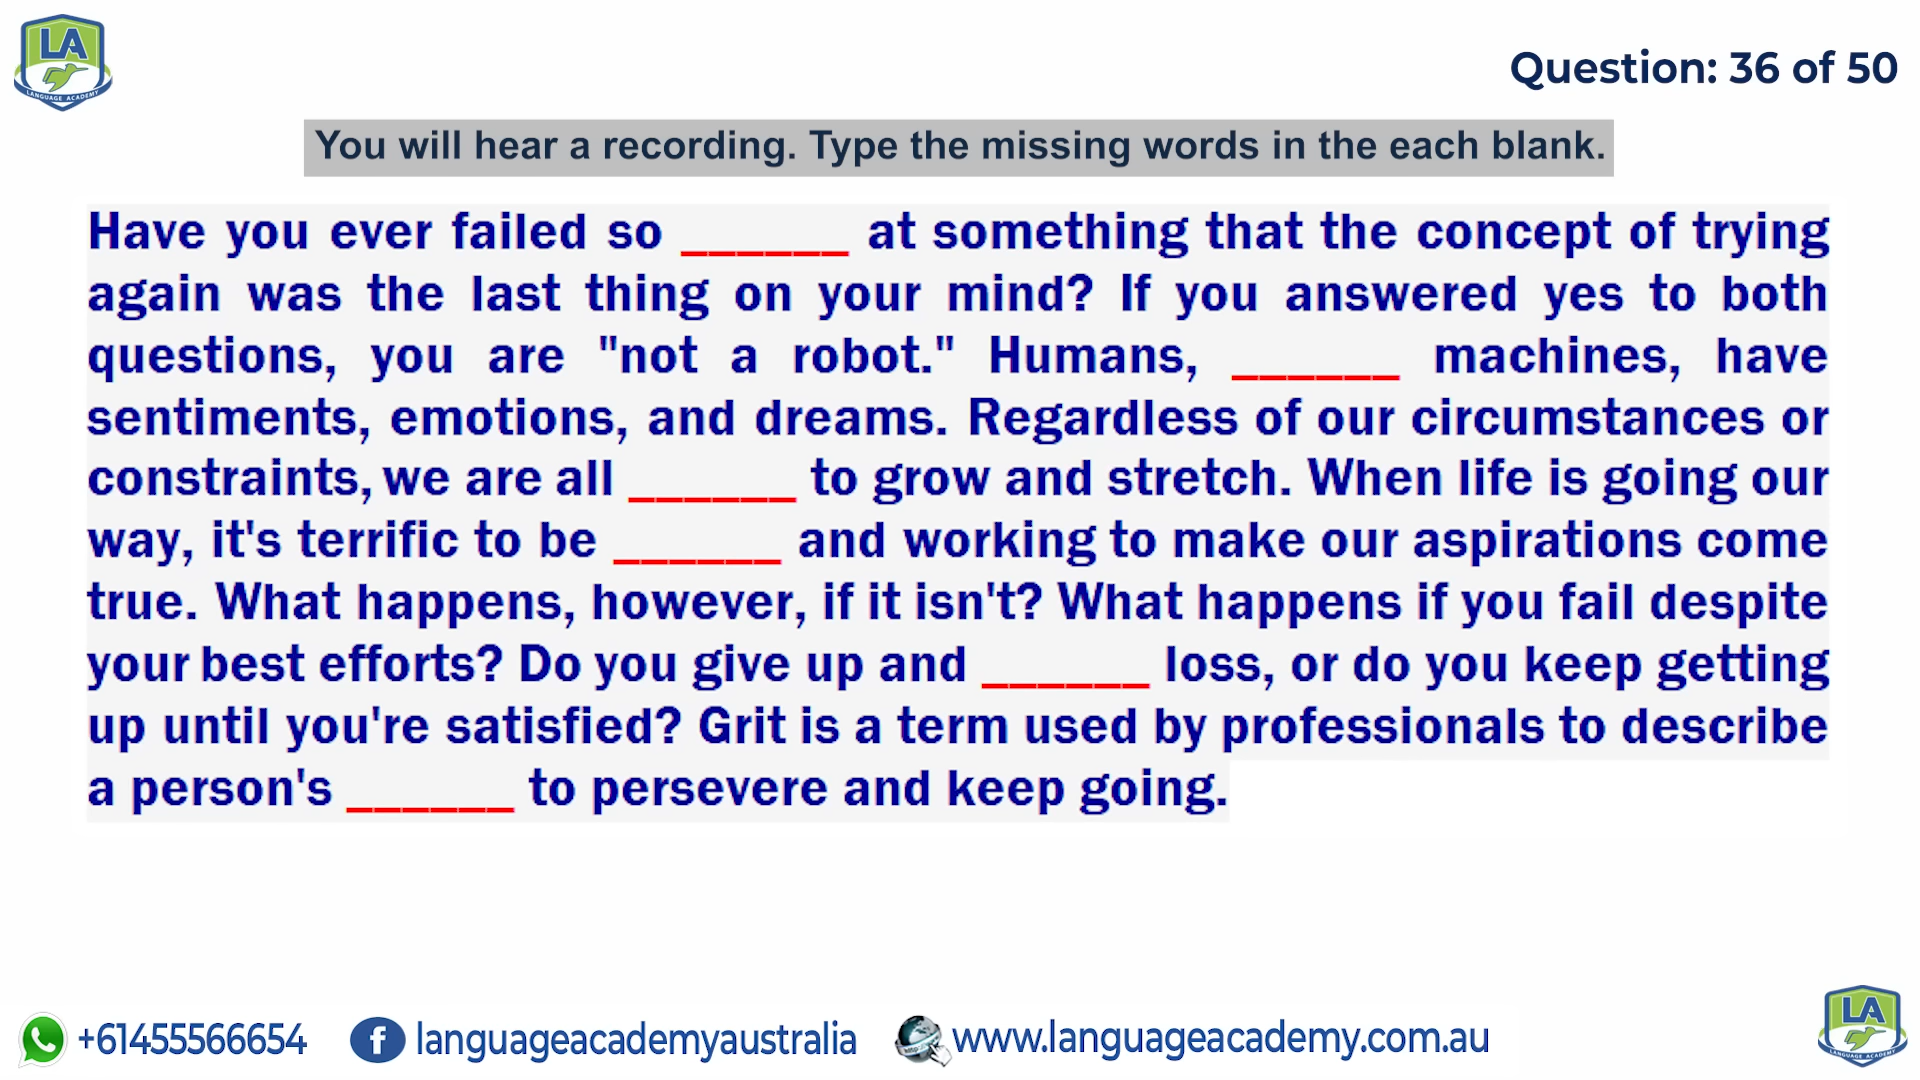 LA
LANGUAGE ACADEMY
Question: 36 of 50
You will hear a recording. Type the missing words in the each blank.
Have you ever failed so ______ at something that the concept of trying
again was the last thing on your mind? If you answered yes to both
questions, you are "not a robot." Humans, ______ machines, have
sentiments, emotions, and dreams. Regardless of our circumstances or
constraints, we are all ______ to grow and stretch. When life is going our
way, it's terrific to be ______ and working to make our aspirations come
true. What happens, however, if it isn't? What happens if you fail despite
your best efforts? Do you give up and ______ loss, or do you keep getting
up until you're satisfied? Grit is a term used by professionals to describe
a person's ______ to persevere and keep going.
+61455566654 languageacademyaustralia www.languageacademy.com.au
LA
LANGUAGE ACADEMY